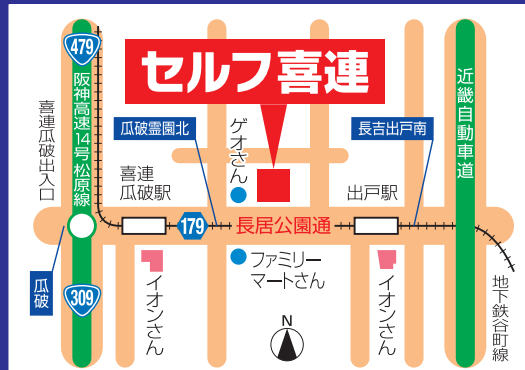 479
セルフ喜連
阪神高速14号松原線
近畿自動車道
喜連瓜破出入口
瓜破霊園北
ゲオさん
長吉出戸南
喜連
瓜破駅
出戸駅
179
長居公園通
瓜破
ファミリー
マートさん
イオンさん
イオンさん
309
地下鉄谷町線
N